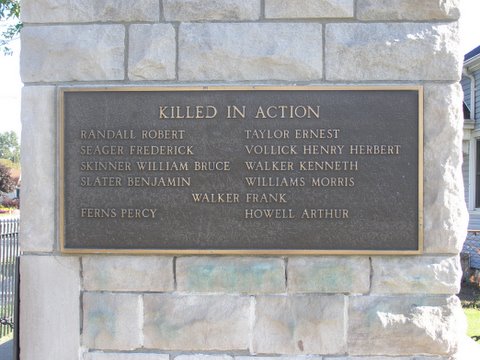 KILLED IN ACTION
RANDALL ROBERT
SEAGER FREDERICK
SKINNER WILLIAM BRUCE
SLATER BENJAMIN
TAYLOR ERNEST
VOLLICK HENRY HERBERT
WALKER KENNETH
WILLIAMS MORRIS
WALKER FRANK
FERNS PERCY
HOWELL ARTHUR